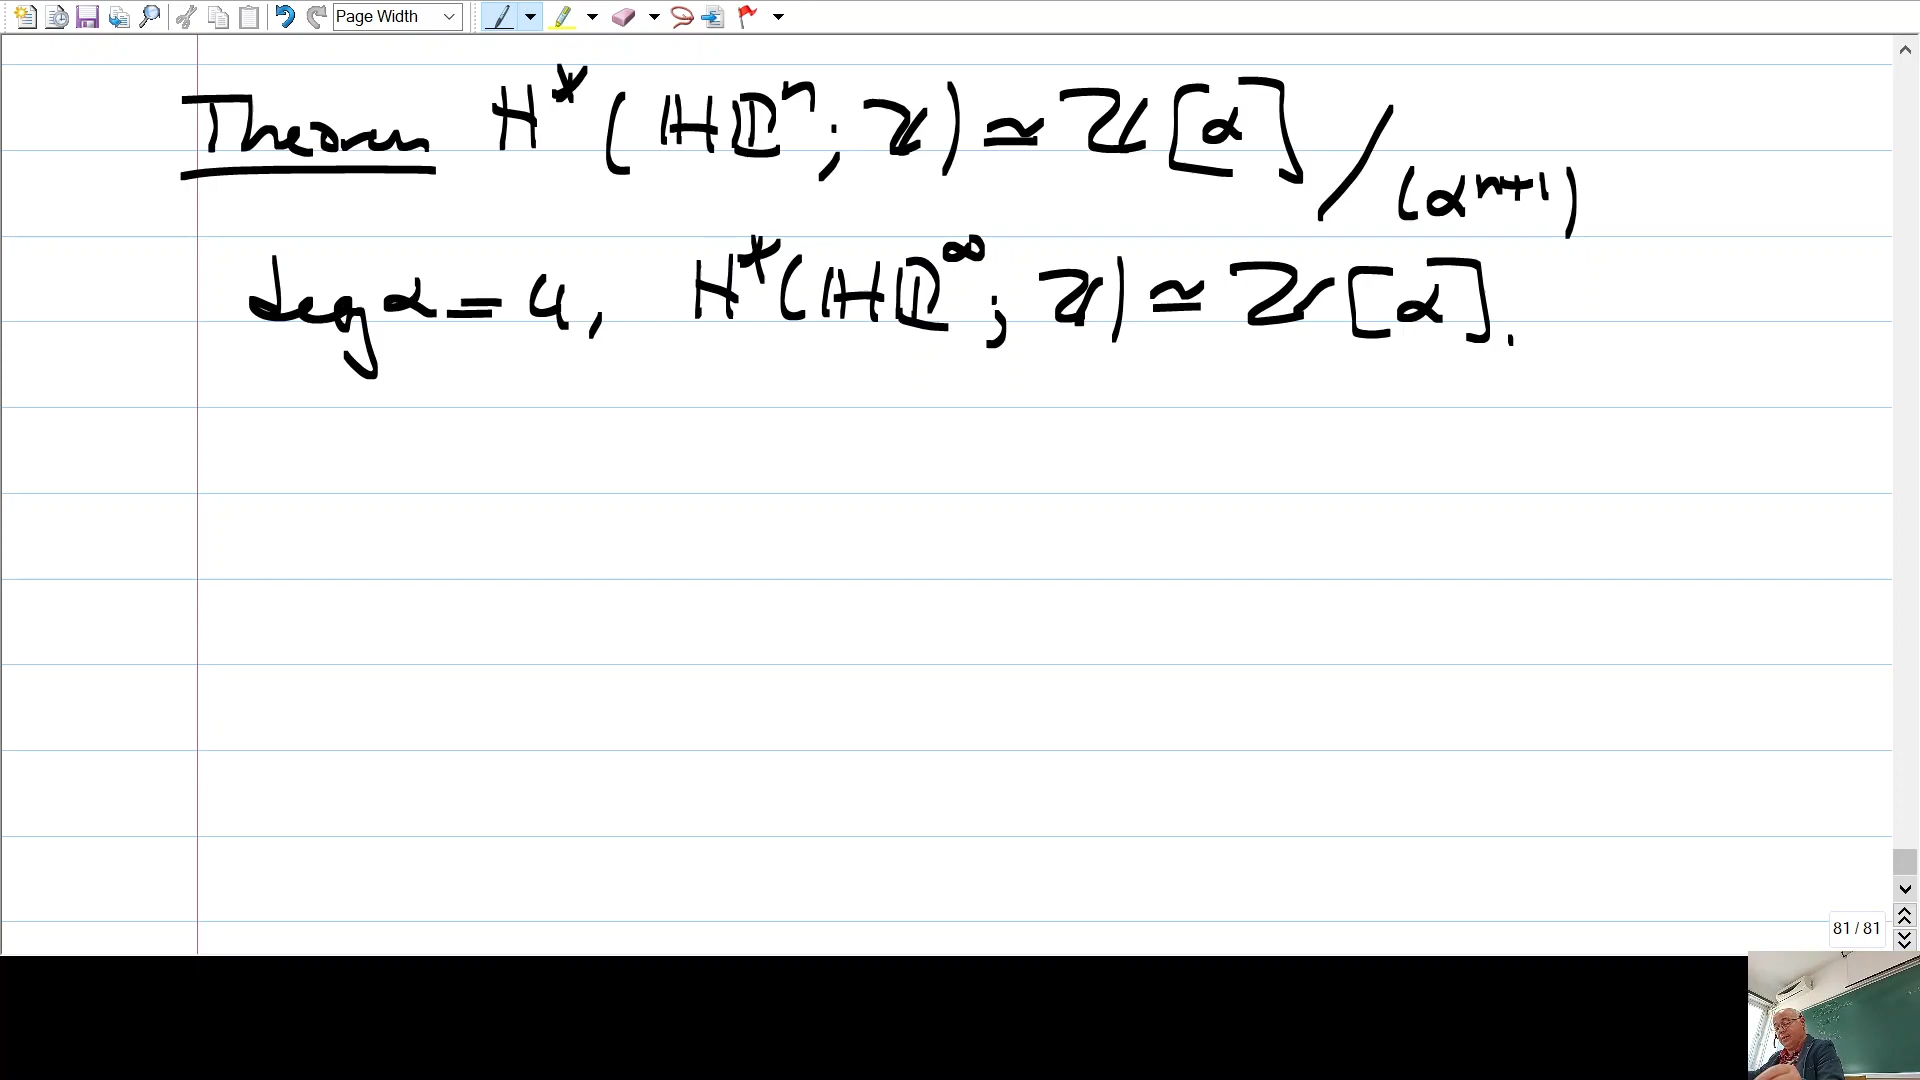 Page Width
Theorem H*(ℍℙⁿ; ℤ) ≃ ℤ[α]/(αⁿ⁺¹)
deg α = 4, H*(ℍℙ^∞; ℤ) ≃ ℤ[α].
81 / 81